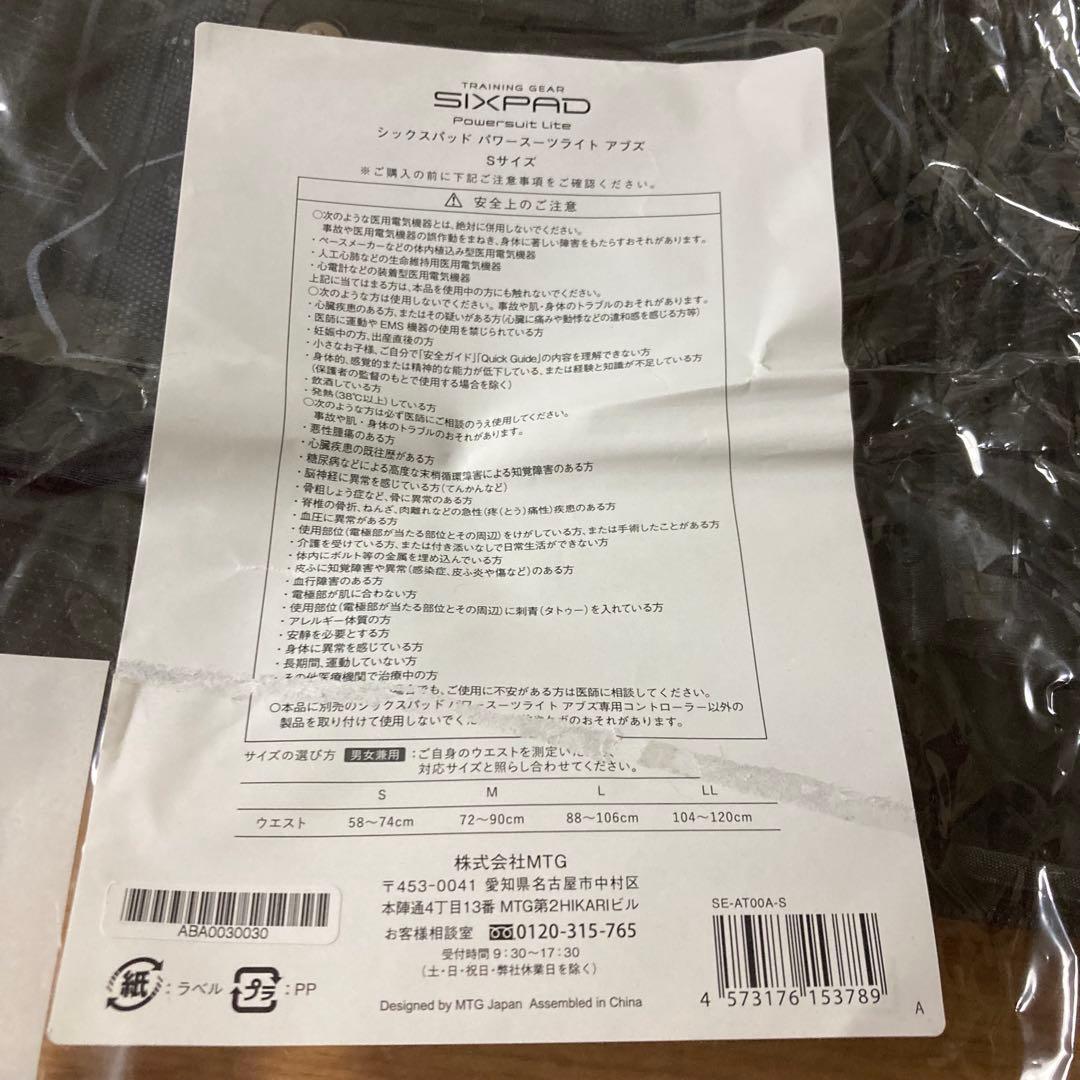 TRAINING GEAR
SIXPAD
Powersuit Lite
シックスパッド パワースーツライト アブズ
Sサイズ
※ご購入の前に下記ご注意事項をご確認ください。
⚠ 安全上のご注意
○次のような医用電気機器とは、絶対に併用しないでください。
事故や医用電気機器の誤作動をまねき、身体に著しい障害をもたらすおそれがあります。
・ペースメーカーなどの体内植込み型医用電気機器
・人工心肺などの生命維持用医用電気機器
・心電計などの装着型医用電気機器
上記に当てはまる方は、本品を使用中の方にも触れないでください。
○次のような方は使用しないでください。事故や肌・身体のトラブルのおそれがあります。
・心臓疾患のある方、またはその疑いがある方(心臓に痛みや動悸などの違和感を感じる方等)
・医師に運動やEMS機器の使用を禁じられている方
・妊娠中の方、出産直後の方
・小さなお子様、ご自分で「安全ガイド」「Quick Guide」の内容を理解できない方
・身体的、感覚的または精神的な能力が低下している、または経験と知識が不足している方
(保護者の監督のもとで使用する場合を除く)
・飲酒している方
・発熱(38℃以上)している方
○次のような方は必ず医師にご相談のうえ使用してください。
事故や肌・身体のトラブルのおそれがあります。
・悪性腫瘍のある方
・心臓疾患の既往歴がある方
・糖尿病などによる高度な末梢循環障害による知覚障害のある方
・脳神経に異常を感じている方(てんかんなど)
・骨粗しょう症など、骨に異常のある方
・脊椎の骨折、ねんざ、肉離れなどの急性(疼(とう)痛性)疾患のある方
・血圧に異常がある方
・使用部位(電極部が当たる部位とその周辺)をけがしている方、または手術したことがある方
・介護を受けている方、または付き添いなしで日常生活ができない方
・体内にボルト等の金属を埋め込んでいる方
・皮ふに知覚障害や異常(感染症、皮ふ炎や傷など)のある方
・血行障害のある方
・電極部が肌に合わない方
・使用部位(電極部が当たる部位とその周辺)に刺青(タトゥー)を入れている方
・アレルギー体質の方
・安静を必要とする方
・身体に異常を感じている方
・長期間、運動していない方
・その他医療機関で治療中の方
でも、ご使用に不安がある方は医師に相談してください。
○本品に別売のシックスパッド パワースーツライト アブズ専用コントローラー以外の
製品を取り付けて使用しないでくだ やケガのおそれがあります。
サイズの選び方 男女兼用 :ご自身のウエストを測定いた
対応サイズと照らし合わせてください。
S M L LL
ウエスト 58〜74cm 72〜90cm 88〜106cm 104〜120cm
株式会社MTG
〒453-0041 愛知県名古屋市中村区
本陣通4丁目13番 MTG第2HIKARIビル
お客様相談室 0120-315-765
受付時間 9:30〜17:30
(土・日・祝日・弊社休業日を除く)
Designed by MTG Japan Assembled in China
ABA0030030
紙 :ラベル プラ :PP
SE-AT00A-S
4 573176 153789
A